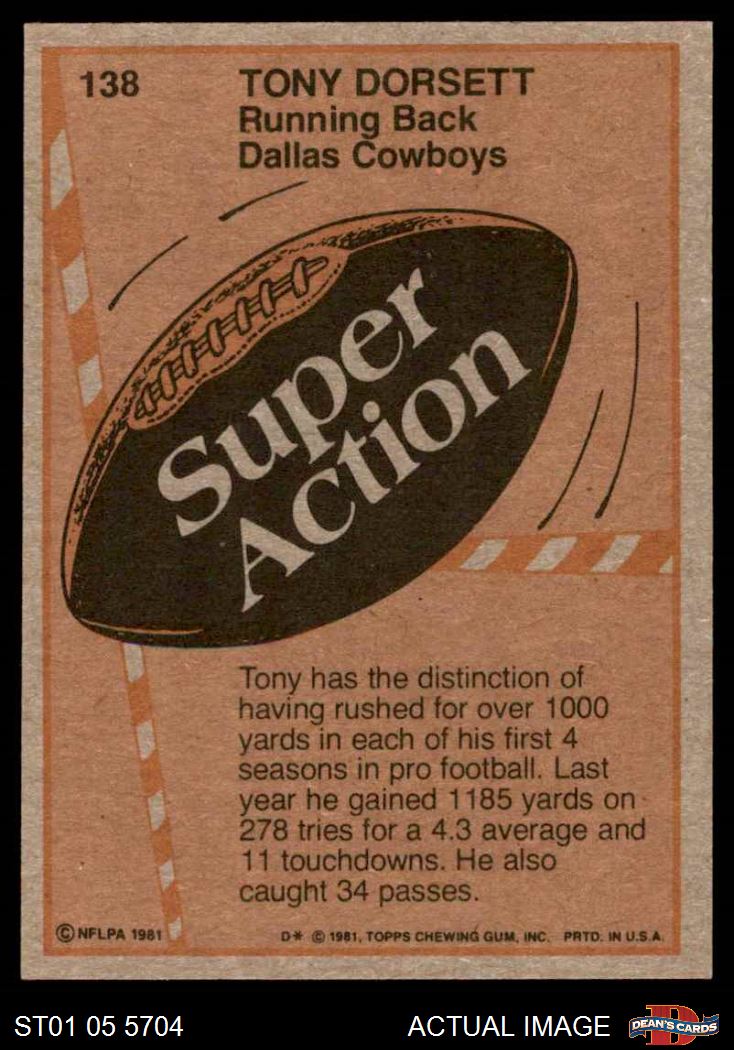 138
TONY DORSETT
Running Back
Dallas Cowboys
Super
Action
Tony has the distinction of
having rushed for over 1000
yards in each of his first 4
seasons in pro football. Last
year he gained 1185 yards on
278 tries for a 4.3 average and
11 touchdowns. He also
caught 34 passes.
© NFLPA 1981
D* © 1981, TOPPS CHEWING GUM, INC. PRTD. IN U.S.A.
ST01 05 5704
ACTUAL IMAGE
D
DEAN'S CARDS